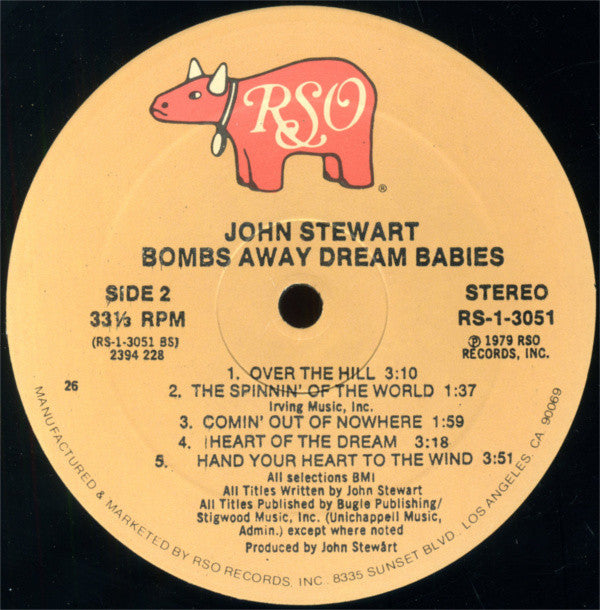 RSO
®
JOHN STEWART
BOMBS AWAY DREAM BABIES
SIDE 2
33⅓ RPM
(RS-1-3051 BS)
2394 228
STEREO
RS-1-3051
℗ 1979 RSO
RECORDS, INC.
26
1. OVER THE HILL 3:10
2. THE SPINNIN' OF THE WORLD 1:37
Irving Music, Inc.
3. COMIN' OUT OF NOWHERE 1:59
4. HEART OF THE DREAM 3:18
5. HAND YOUR HEART TO THE WIND 3:51
All selections BMI
All Titles Written by John Stewart
All Titles Published by Bugle Publishing/
Stigwood Music, Inc. (Unichappell Music,
Admin.) except where noted
Produced by John Stewart
MANUFACTURED & MARKETED BY RSO RECORDS, INC., 8335 SUNSET BLVD. LOS ANGELES, CA. 90069